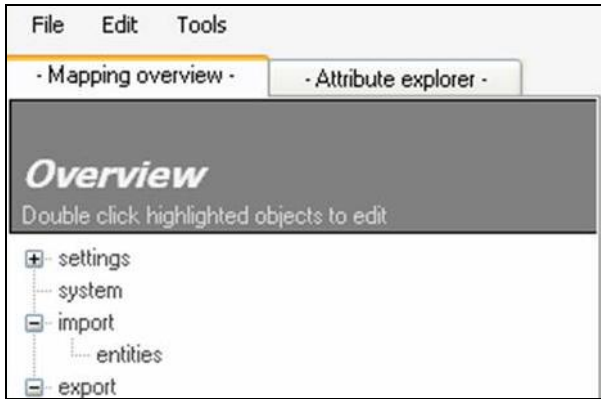 File Edit Tools
- Mapping overview - - Attribute explorer -
Overview
Double click highlighted objects to edit
settings
system
import
entities
export